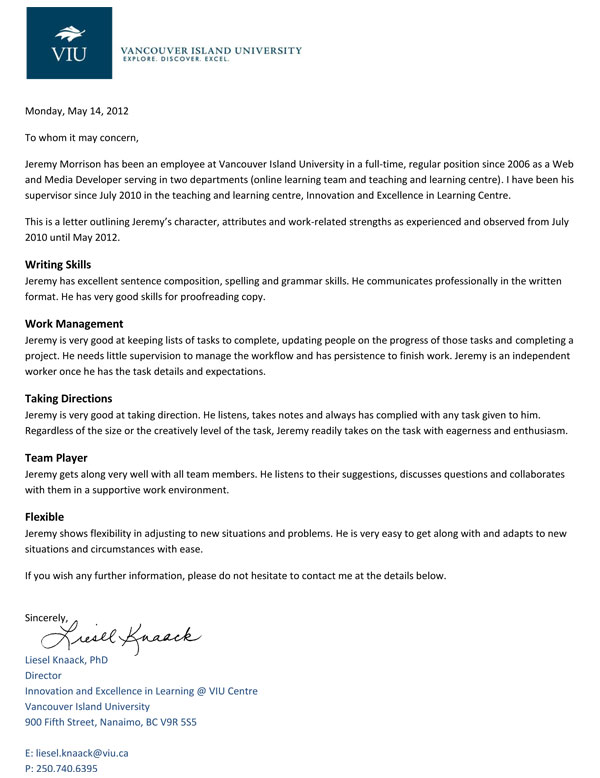 VIU
VANCOUVER ISLAND UNIVERSITY
EXPLORE. DISCOVER. EXCEL.
Monday, May 14, 2012
To whom it may concern,
Jeremy Morrison has been an employee at Vancouver Island University in a full-time, regular position since 2006 as a Web
and Media Developer serving in two departments (online learning team and teaching and learning centre). I have been his
supervisor since July 2010 in the teaching and learning centre, Innovation and Excellence in Learning Centre.
This is a letter outlining Jeremy's character, attributes and work-related strengths as experienced and observed from July
2010 until May 2012.
Writing Skills
Jeremy has excellent sentence composition, spelling and grammar skills. He communicates professionally in the written
format. He has very good skills for proofreading copy.
Work Management
Jeremy is very good at keeping lists of tasks to complete, updating people on the progress of those tasks and completing a
project. He needs little supervision to manage the workflow and has persistence to finish work. Jeremy is an independent
worker once he has the task details and expectations.
Taking Directions
Jeremy is very good at taking direction. He listens, takes notes and always has complied with any task given to him.
Regardless of the size or the creatively level of the task, Jeremy readily takes on the task with eagerness and enthusiasm.
Team Player
Jeremy gets along very well with all team members. He listens to their suggestions, discusses questions and collaborates
with them in a supportive work environment.
Flexible
Jeremy shows flexibility in adjusting to new situations and problems. He is very easy to get along with and adapts to new
situations and circumstances with ease.
If you wish any further information, please do not hesitate to contact me at the details below.
Sincerely,
Liesel Knaack
Liesel Knaack, PhD
Director
Innovation and Excellence in Learning @ VIU Centre
Vancouver Island University
900 Fifth Street, Nanaimo, BC V9R 5S5
E: liesel.knaack@viu.ca
P: 250.740.6395